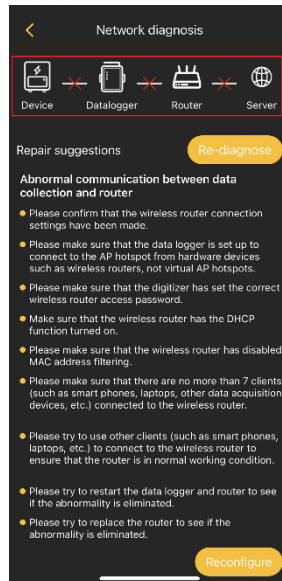 Network diagnosis
Device Datalogger Router Server
Repair suggestions
Re-diagnose
Abnormal communication between data
collection and router
Please confirm that the wireless router connection
settings have been made.
Please make sure that the data logger is set up to
connect to the AP hotspot from hardware devices
such as wireless routers, not virtual AP hotspots.
Please make sure that the digitizer has set the correct
wireless router access password.
Make sure that the wireless router has the DHCP
function turned on.
Please make sure that the wireless router has disabled
MAC address filtering.
Please make sure that there are no more than 7 clients
(such as smart phones, laptops, other data acquisition
devices, etc.) connected to the wireless router.
Please try to use other clients (such as smart phones,
laptops, etc.) to connect to the wireless router to
ensure that the router is in normal working condition.
Please try to restart the data logger and router to see
if the abnormality is eliminated.
Please try to replace the router to see if the
abnormality is eliminated.
Reconfigure